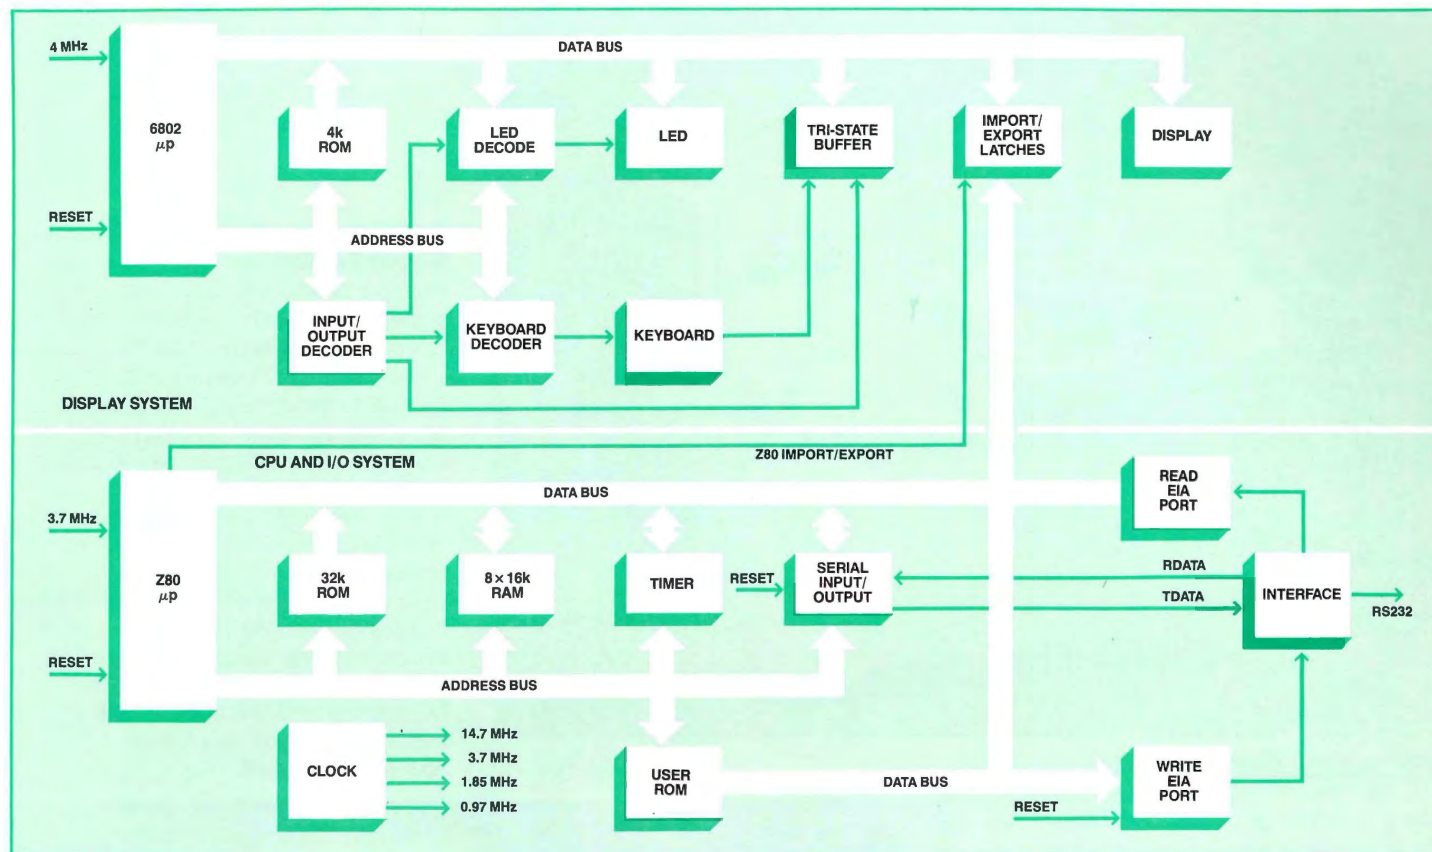 4 MHz
DATA BUS
6802
μp
4k
ROM
LED
DECODE
LED
TRI-STATE
BUFFER
IMPORT/
EXPORT
LATCHES
DISPLAY
RESET
ADDRESS BUS
INPUT/
OUTPUT
DECODER
KEYBOARD
DECODER
KEYBOARD
DISPLAY SYSTEM
CPU AND I/O SYSTEM
Z80 IMPORT/EXPORT
DATA BUS
READ
EIA
PORT
3.7 MHz
Z80
μp
32k
ROM
8 × 16k
RAM
TIMER
RESET
SERIAL
INPUT/
OUTPUT
RDATA
TDATA
INTERFACE
RS232
RESET
ADDRESS BUS
CLOCK
14.7 MHz
3.7 MHz
1.85 MHz
0.97 MHz
USER
ROM
DATA BUS
RESET
WRITE
EIA
PORT